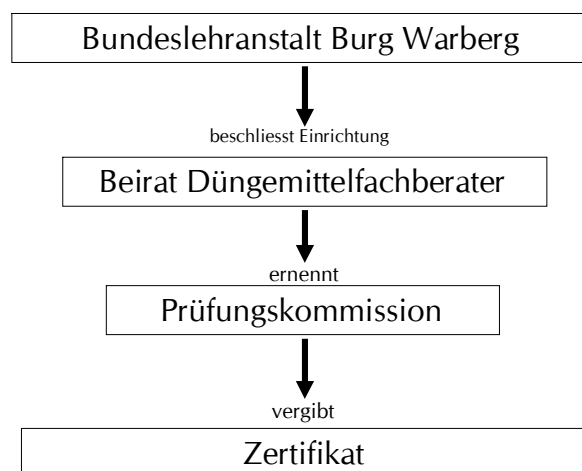 Bundeslehranstalt Burg Warberg
beschliesst Einrichtung
Beirat Düngemittelfachberater
ernennt
Prüfungskommission
vergibt
Zertifikat